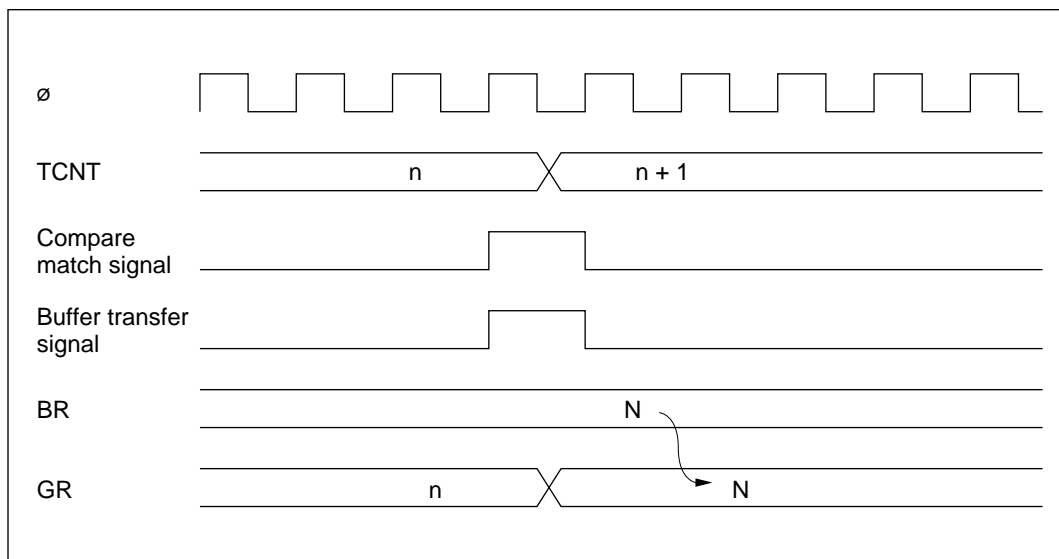 ø
TCNT n n + 1
Compare
match signal
Buffer transfer
signal
BR N
GR n N